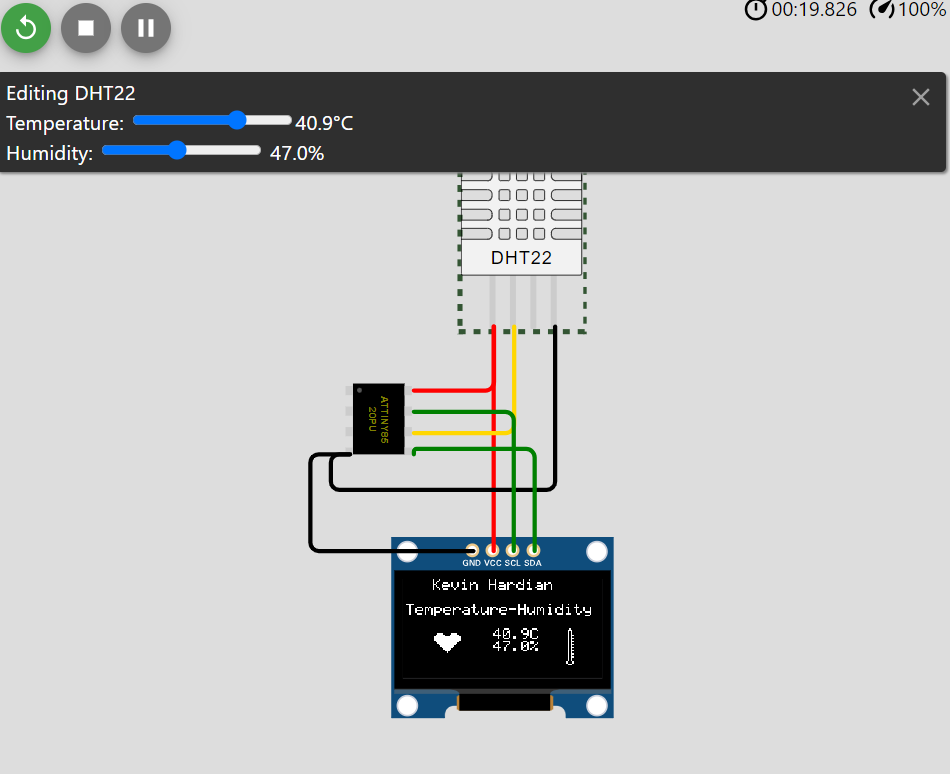 00:19.826 100%
Editing DHT22
Temperature: 40.9°C
Humidity: 47.0%
DHT22
ATTINY85
20PU
GND VCC SCL SDA
Kevin Hardian
Temperature-Humidity
40.9C
47.0%